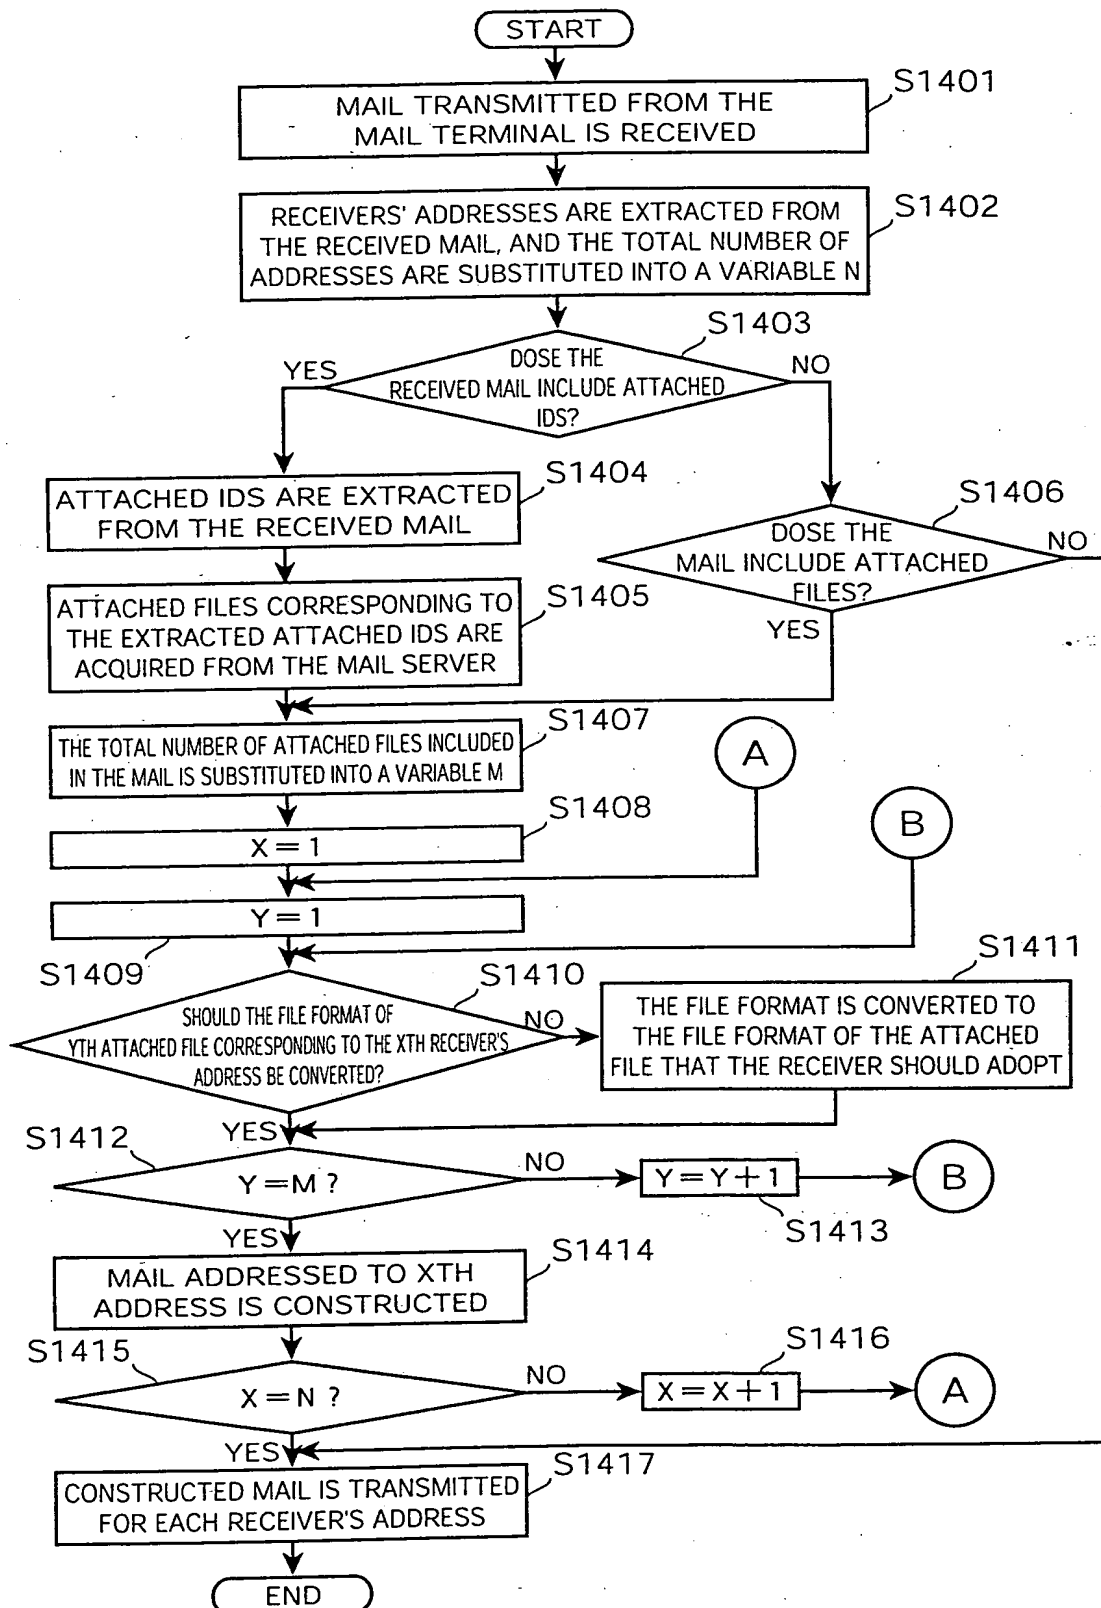 START
S1401
MAIL TRANSMITTED FROM THE
MAIL TERMINAL IS RECEIVED
S1402
RECEIVERS' ADDRESSES ARE EXTRACTED FROM
THE RECEIVED MAIL, AND THE TOTAL NUMBER OF
ADDRESSES ARE SUBSTITUTED INTO A VARIABLE N
S1403
YES
DOSE THE
RECEIVED MAIL INCLUDE ATTACHED
IDS?
NO
S1404
ATTACHED IDS ARE EXTRACTED
FROM THE RECEIVED MAIL
S1406
DOSE THE
MAIL INCLUDE ATTACHED
FILES?
NO
YES
S1405
ATTACHED FILES CORRESPONDING TO
THE EXTRACTED ATTACHED IDS ARE
ACQUIRED FROM THE MAIL SERVER
S1407
THE TOTAL NUMBER OF ATTACHED FILES INCLUDED
IN THE MAIL IS SUBSTITUTED INTO A VARIABLE M
A
S1408
X=1
B
Y=1
S1409
S1410
SHOULD THE FILE FORMAT OF
YTH ATTACHED FILE CORRESPONDING TO THE XTH RECEIVER'S
ADDRESS BE CONVERTED?
NO
S1411
THE FILE FORMAT IS CONVERTED TO
THE FILE FORMAT OF THE ATTACHED
FILE THAT THE RECEIVER SHOULD ADOPT
YES
S1412
Y=M ?
NO
Y=Y+1
S1413
B
YES
S1414
MAIL ADDRESSED TO XTH
ADDRESS IS CONSTRUCTED
S1415
X=N ?
NO
S1416
X=X+1
A
YES
S1417
CONSTRUCTED MAIL IS TRANSMITTED
FOR EACH RECEIVER'S ADDRESS
END